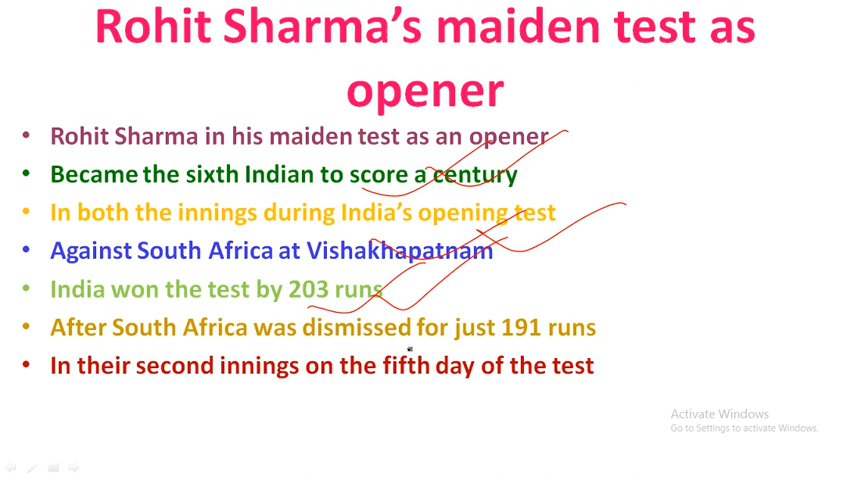 Rohit Sharma's maiden test as
opener
• Rohit Sharma in his maiden test as an opener
• Became the sixth Indian to score a century
• In both the innings during India's opening test
• Against South Africa at Vishakhapatnam
• India won the test by 203 runs
• After South Africa was dismissed for just 191 runs
• In their second innings on the fifth day of the test
Activate Windows
Go to Settings to activate Windows.